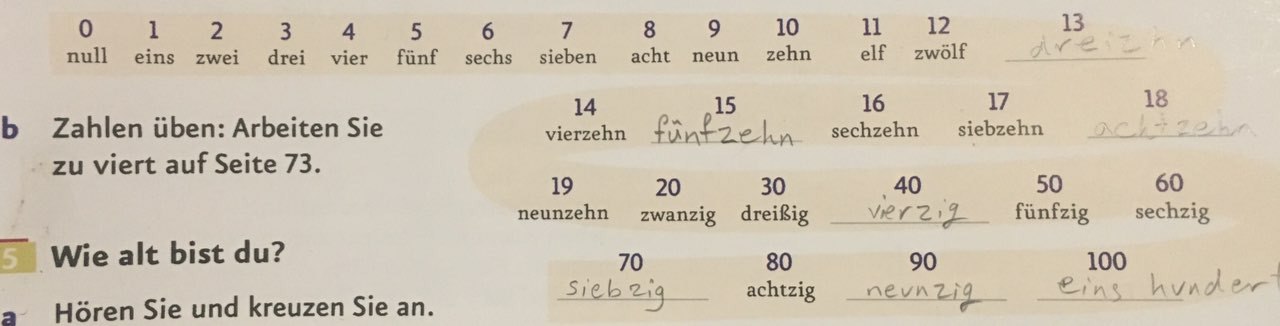 0 1 2 3 4 5 6 7 8 9 10 11 12 13
null eins zwei drei vier fünf sechs sieben acht neun zehn elf zwölf dreizehn
14 15 16 17 18
b Zahlen üben: Arbeiten Sie vierzehn fünfzehn sechzehn siebzehn achtzehn
zu viert auf Seite 73.
19 20 30 40 50 60
neunzehn zwanzig dreißig vierzig fünfzig sechzig
5 Wie alt bist du?
70 80 90 100
siebzig achtzig neunzig eins hundert
a Hören Sie und kreuzen Sie an.